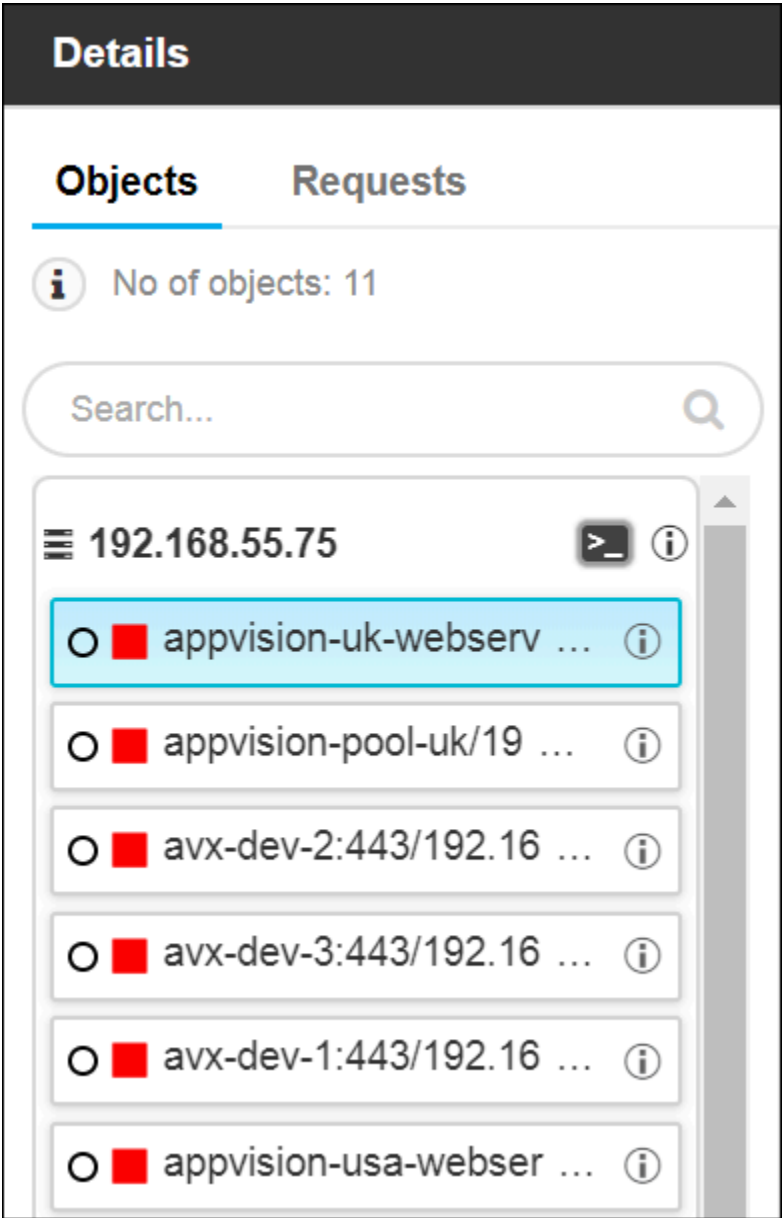 Details
Objects Requests
No of objects: 11
Search...
192.168.55.75
appvision-uk-webserv ...
appvision-pool-uk/19 ...
avx-dev-2:443/192.16 ...
avx-dev-3:443/192.16 ...
avx-dev-1:443/192.16 ...
appvision-usa-webser ...